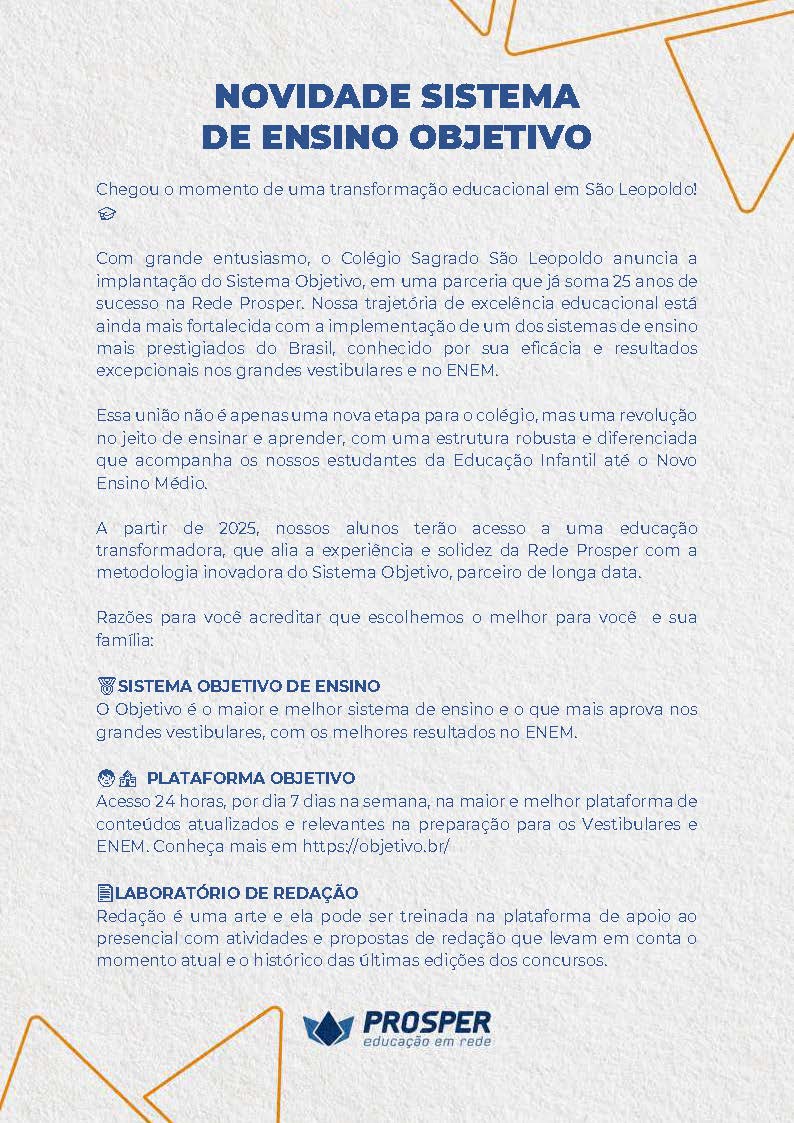 NOVIDADE SISTEMA
DE ENSINO OBJETIVO
Chegou o momento de uma transformação educacional em São Leopoldo!
🎓
Com grande entusiasmo, o Colégio Sagrado São Leopoldo anuncia a
implantação do Sistema Objetivo, em uma parceria que já soma 25 anos de
sucesso na Rede Prosper. Nossa trajetória de excelência educacional está
ainda mais fortalecida com a implementação de um dos sistemas de ensino
mais prestigiados do Brasil, conhecido por sua eficácia e resultados
excepcionais nos grandes vestibulares e no ENEM.
Essa união não é apenas uma nova etapa para o colégio, mas uma revolução
no jeito de ensinar e aprender, com uma estrutura robusta e diferenciada
que acompanha os nossos estudantes da Educação Infantil até o Novo
Ensino Médio.
A partir de 2025, nossos alunos terão acesso a uma educação
transformadora, que alia a experiência e solidez da Rede Prosper com a
metodologia inovadora do Sistema Objetivo, parceiro de longa data.
Razões para você acreditar que escolhemos o melhor para você e sua
família:
SISTEMA OBJETIVO DE ENSINO
O Objetivo é o maior e melhor sistema de ensino e o que mais aprova nos
grandes vestibulares, com os melhores resultados no ENEM.
PLATAFORMA OBJETIVO
Acesso 24 horas, por dia 7 dias na semana, na maior e melhor plataforma de
conteúdos atualizados e relevantes na preparação para os Vestibulares e
ENEM. Conheça mais em https://objetivo.br/
LABORATÓRIO DE REDAÇÃO
Redação é uma arte e ela pode ser treinada na plataforma de apoio ao
presencial com atividades e propostas de redação que levam em conta o
momento atual e o histórico das últimas edições dos concursos.
PROSPER
educação em rede